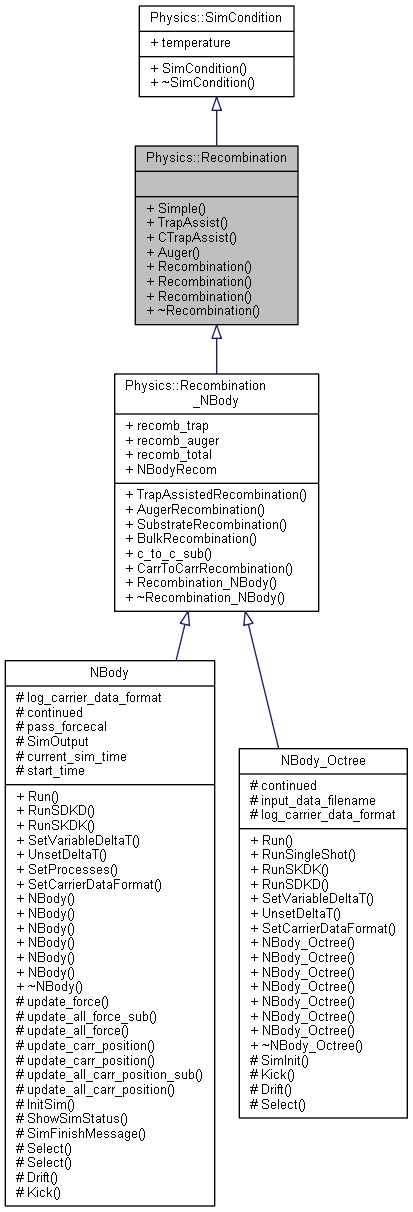 Physics::SimCondition
+ temperature
+ SimCondition()
+ ~SimCondition()
Physics::Recombination
+ Simple()
+ TrapAssist()
+ CTrapAssist()
+ Auger()
+ Recombination()
+ Recombination()
+ Recombination()
+ ~Recombination()
Physics::Recombination
_NBody
+ recomb_trap
+ recomb_auger
+ recomb_total
+ NBodyRecom
+ TrapAssistedRecombination()
+ AugerRecombination()
+ SubstrateRecombination()
+ BulkRecombination()
+ c_to_c_sub()
+ CarrToCarrRecombination()
+ Recombination_NBody()
+ ~Recombination_NBody()
NBody
# log_carrier_data_format
# continued
# pass_forcecal
# SimOutput
# current_sim_time
# start_time
+ Run()
+ RunSDKD()
+ RunSKDK()
+ SetVariableDeltaT()
+ UnsetDeltaT()
+ SetProcesses()
+ SetCarrierDataFormat()
+ NBody()
+ NBody()
+ NBody()
+ NBody()
+ NBody()
+ NBody()
+ ~NBody()
# update_force()
# update_all_force_sub()
# update_all_force()
# update_carr_position()
# update_carr_position()
# update_all_carr_position_sub()
# update_all_carr_position()
# InitSim()
# ShowSimStatus()
# SimFinishMessage()
# Select()
# Select()
# Drift()
# Kick()
NBody_Octree
# continued
# input_data_filename
# log_carrier_data_format
+ Run()
+ RunSingleShot()
+ RunSKDK()
+ RunSDKD()
+ SetVariableDeltaT()
+ UnsetDeltaT()
+ SetCarrierDataFormat()
+ NBody_Octree()
+ NBody_Octree()
+ NBody_Octree()
+ NBody_Octree()
+ NBody_Octree()
+ NBody_Octree()
+ NBody_Octree()
+ ~NBody_Octree()
# SimInit()
# Kick()
# Drift()
# Select()